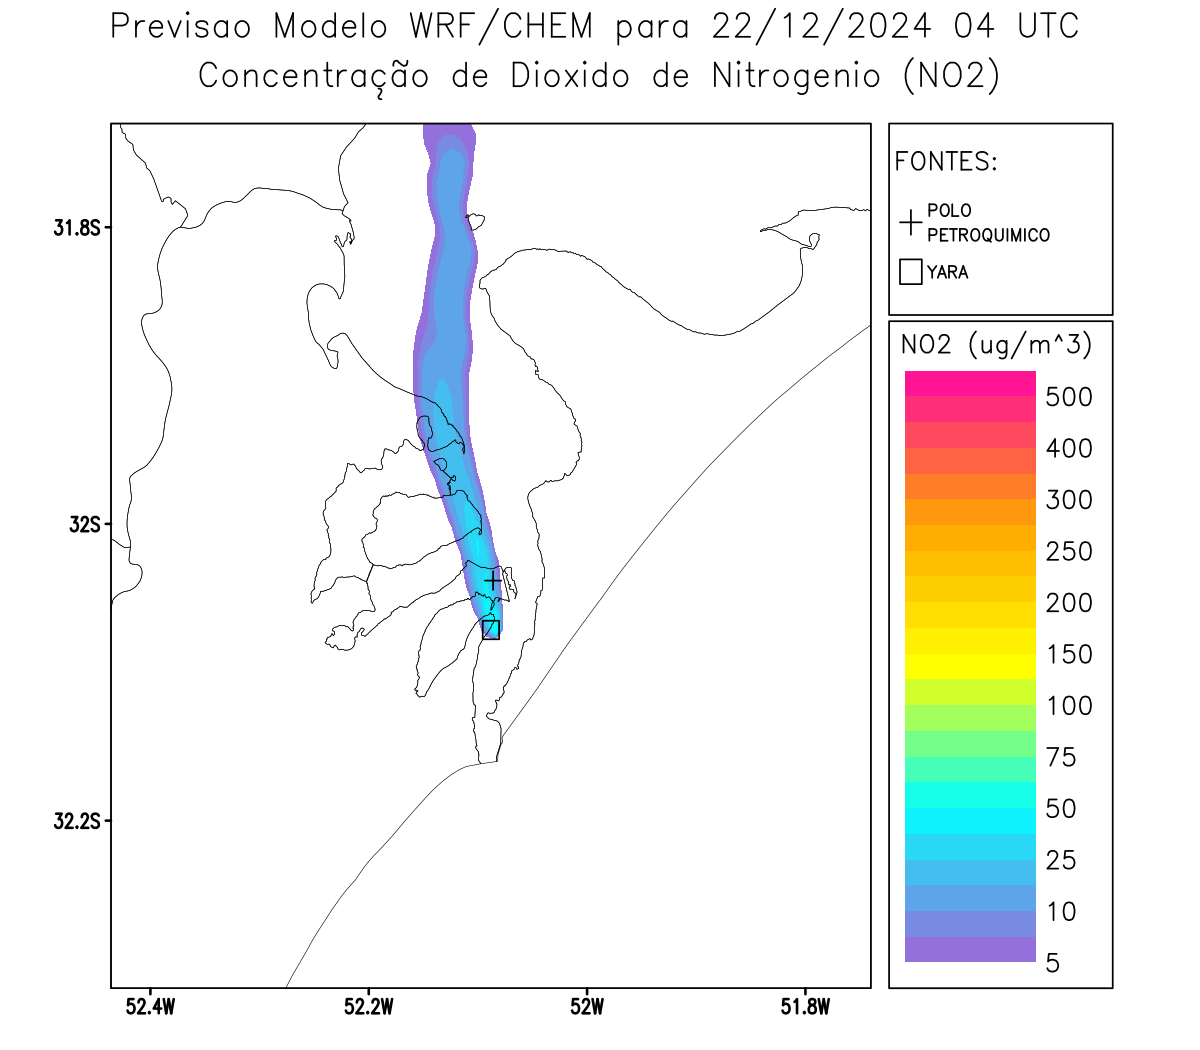 Previsao Modelo WRF/CHEM para 22/12/2024 04 UTC
Concentração de Dioxido de Nitrogenio (NO2)
FONTES:
POLO
PETROQUIMICO
YARA
NO2 (ug/m^3)
500
400
300
250
200
150
100
75
50
25
10
5
31.8S
32S
32.2S
52.4W
52.2W
52W
51.8W